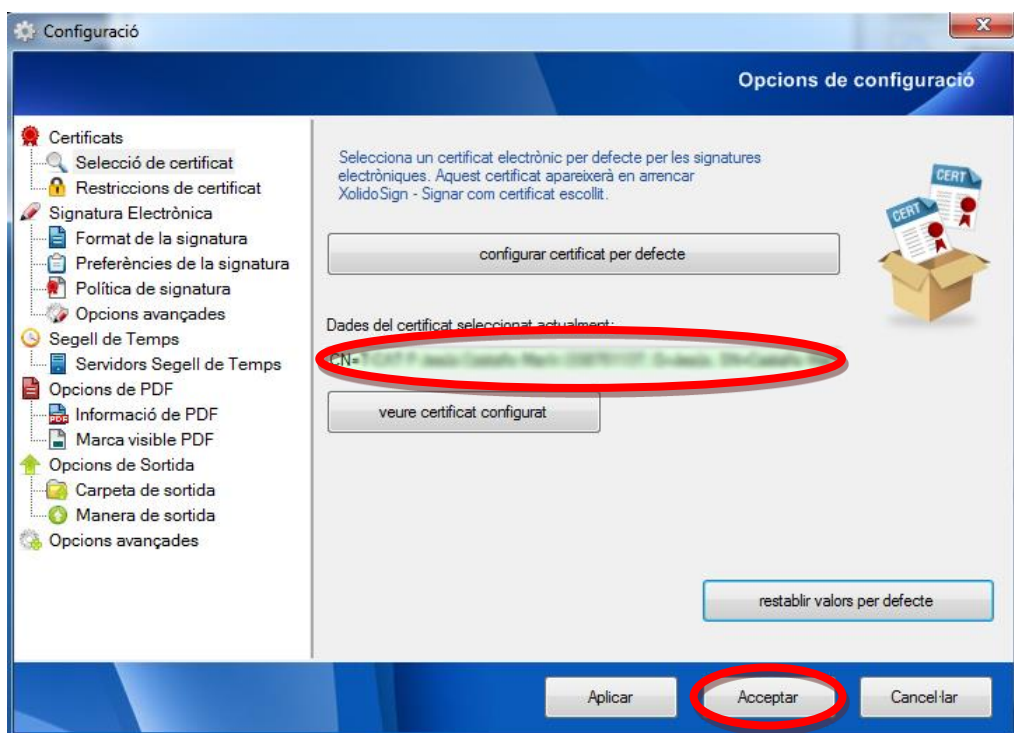 Configuració
Opcions de configuració
Certificats
Selecció de certificat
Restriccions de certificat
Signatura Electrònica
Format de la signatura
Preferències de la signatura
Política de signatura
Opcions avançades
Segell de Temps
Servidors Segell de Temps
Opcions de PDF
Informació de PDF
Marca visible PDF
Opcions de Sortida
Carpeta de sortida
Manera de sortida
Opcions avançades
Selecciona un certificat electrònic per defecte per les signatures
electròniques. Aquest certificat apareixerà en arrencar
XolidoSign - Signar com certificat escollit.
CERT
CERT
configurar certificat per defecte
Dades del certificat seleccionat actualment:
CN=
veure certificat configurat
restablir valors per defecte
Aplicar
Acceptar
Cancel·lar